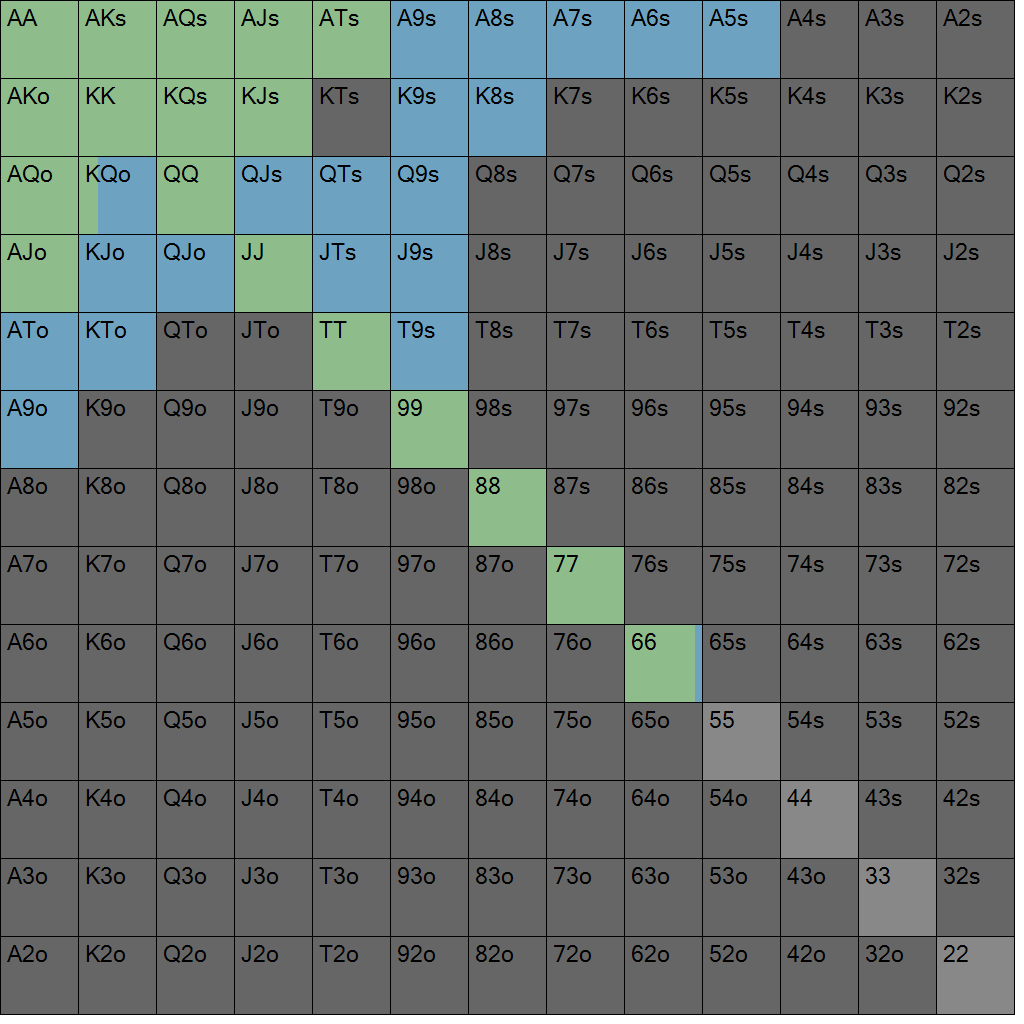 AA AKs AQs AJs ATs A9s A8s A7s A6s A5s A4s A3s A2s
AKo KK KQs KJs KTs K9s K8s K7s K6s K5s K4s K3s K2s
AQo KQo QQ QJs QTs Q9s Q8s Q7s Q6s Q5s Q4s Q3s Q2s
AJo KJo QJo JJ JTs J9s J8s J7s J6s J5s J4s J3s J2s
ATo KTo QTo JTo TT T9s T8s T7s T6s T5s T4s T3s T2s
A9o K9o Q9o J9o T9o 99 98s 97s 96s 95s 94s 93s 92s
A8o K8o Q8o J8o T8o 98o 88 87s 86s 85s 84s 83s 82s
A7o K7o Q7o J7o T7o 97o 87o 77 76s 75s 74s 73s 72s
A6o K6o Q6o J6o T6o 96o 86o 76o 66 65s 64s 63s 62s
A5o K5o Q5o J5o T5o 95o 85o 75o 65o 55 54s 53s 52s
A4o K4o Q4o J4o T4o 94o 84o 74o 64o 54o 44 43s 42s
A3o K3o Q3o J3o T3o 93o 83o 73o 63o 53o 43o 33 32s
A2o K2o Q2o J2o T2o 92o 82o 72o 62o 52o 42o 32o 22